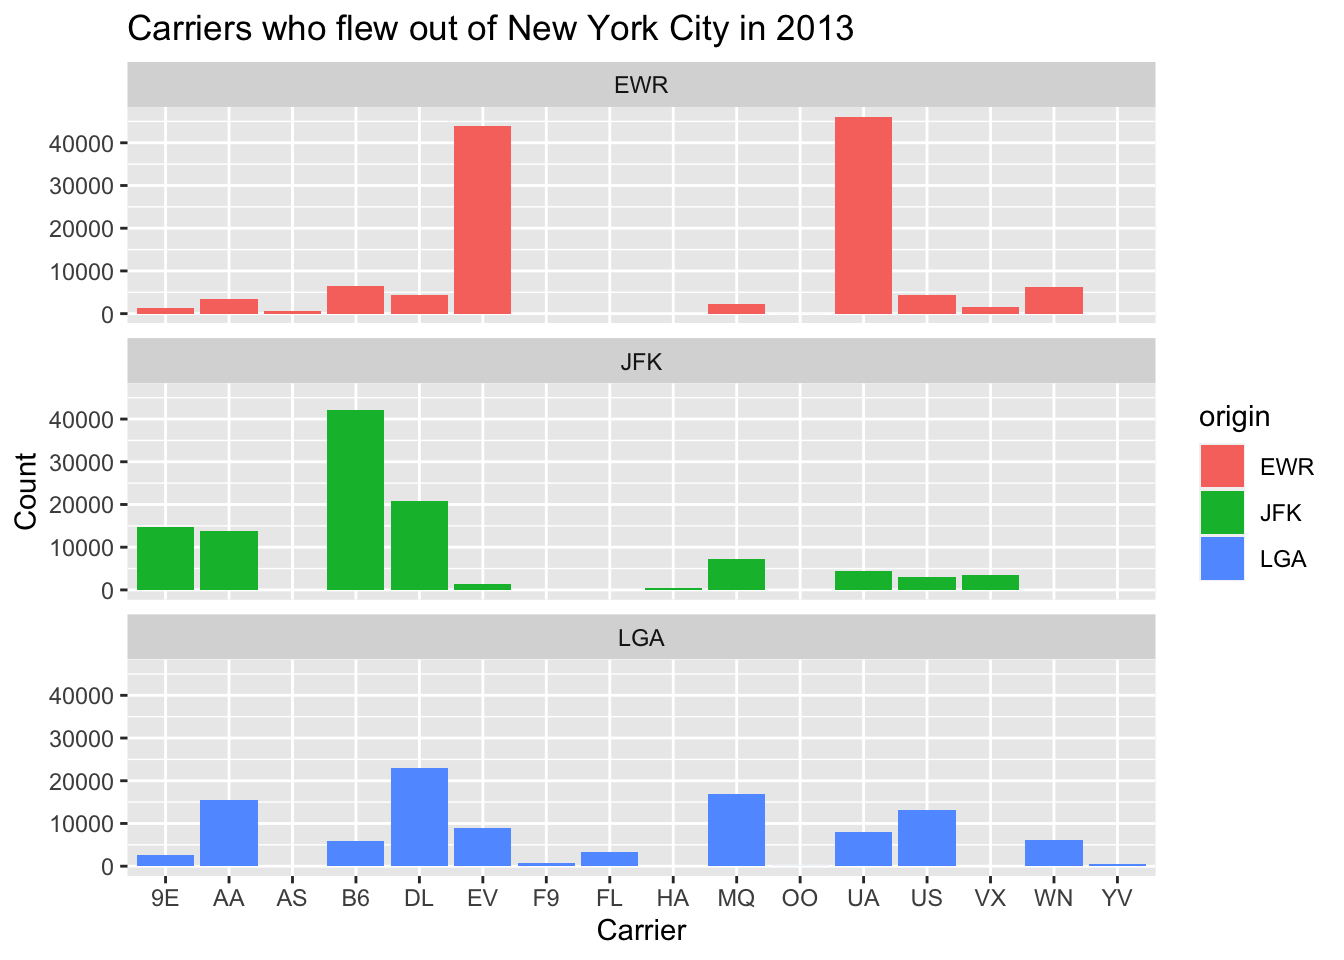 Carriers who flew out of New York City in 2013
EWR
40000
30000
20000
10000
0
JFK
40000
30000
20000
10000
0
LGA
40000
30000
20000
10000
0
9E AA AS B6 DL EV F9 FL HA MQ OO UA US VX WN YV
Carrier
Count
origin
EWR
JFK
LGA